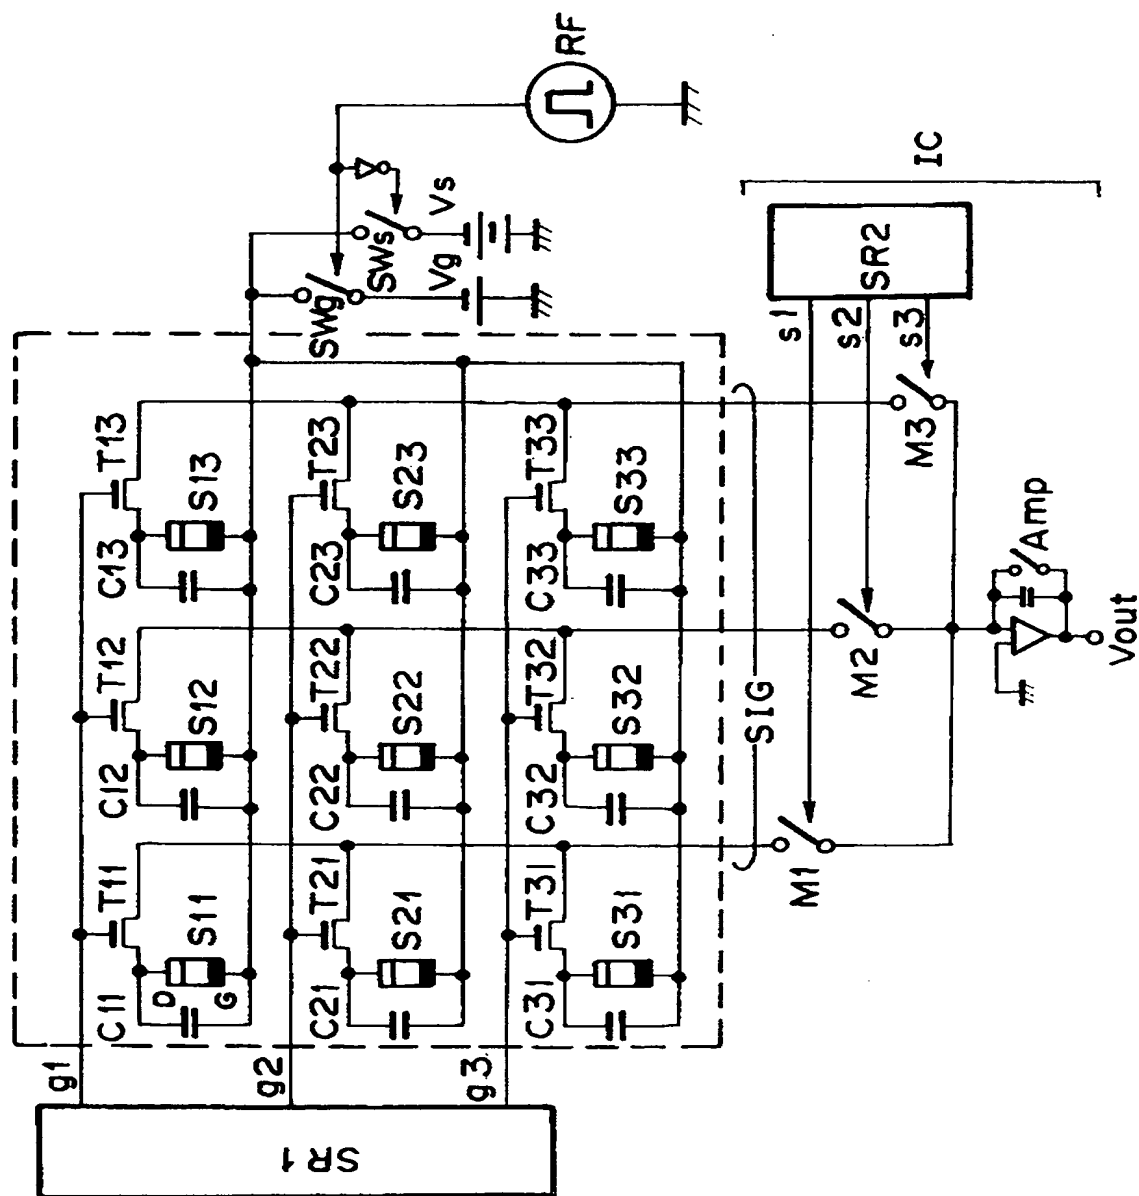 RF
IC
Vs
SWs
Vg
SWg
SR2
s1
s2
s3
T13
S13
C13
T23
S23
C23
T33
S33
C33
M3
Amp
Vout
T12
S12
C12
T22
S22
C22
T32
S32
C32
SIG
M2
T11
S11
D
G
C11
T21
S21
C21
T31
S31
C31
M1
g1
g2
g3
SR1